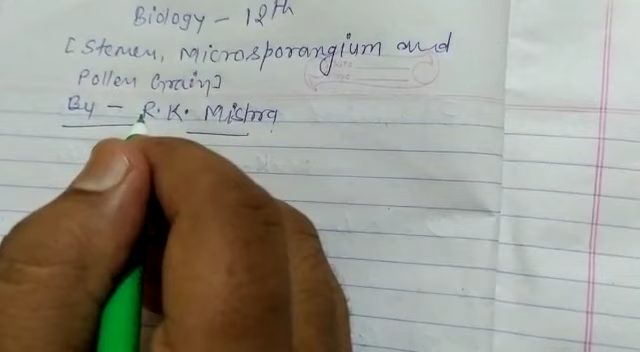 Biology - 12th
[Stemen, Microsporangium and
Pollen Grain]
By - R.K. Mishra